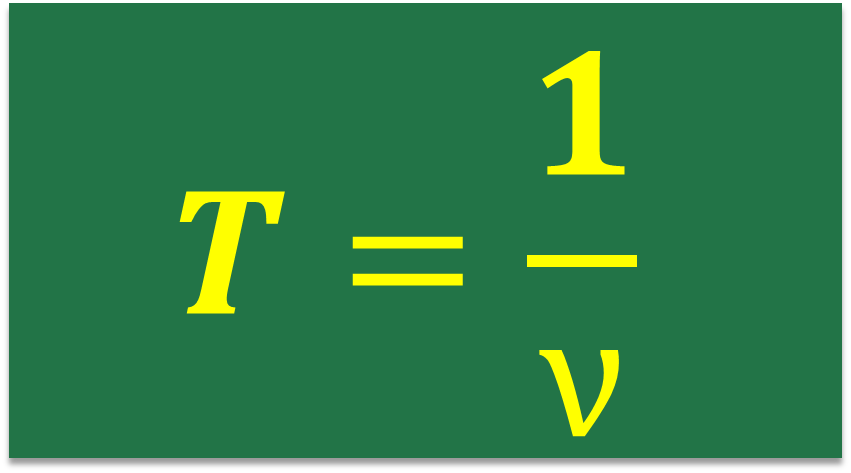 T = 1/ν